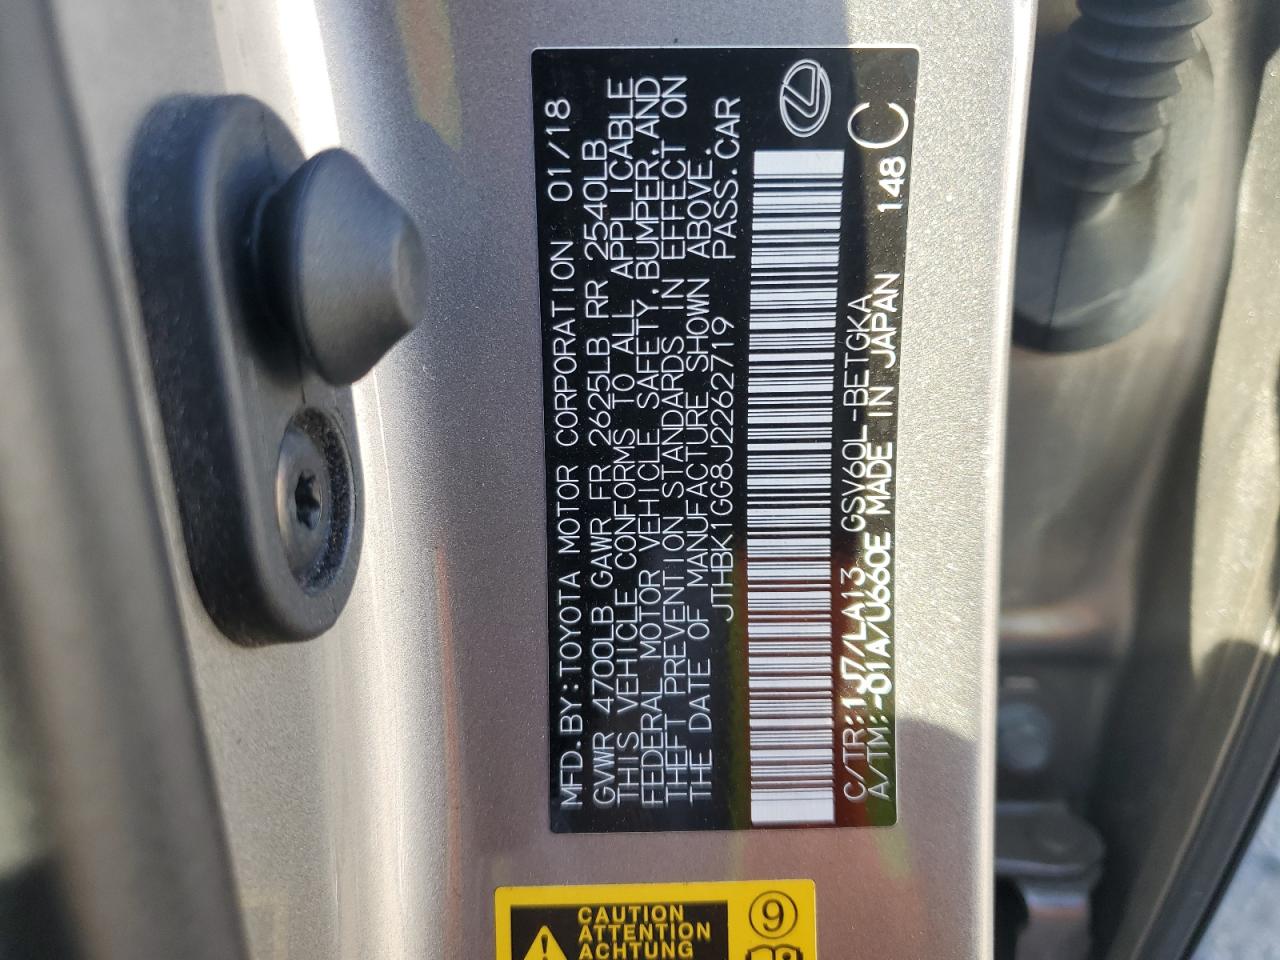 MFD.BY:TOYOTA MOTOR CORPORATION 01/18
GVWR 4700LB GAWR FR 2625LB RR 2540LB
THIS VEHICLE CONFORMS TO ALL APPLICABLE
FEDERAL MOTOR VEHICLE SAFETY,BUMPER,AND
THEFT PREVENTION STANDARDS IN EFFECT ON
THE DATE OF MANUFACTURE SHOWN ABOVE.
JTHBK1GG8J2262719 PASS.CAR
C/TR:1J7/LA13 GSV60L-BETGKA
A/TM:-01A/U660E MADE IN JAPAN 148 C
CAUTION
ATTENTION
ACHTUNG
9